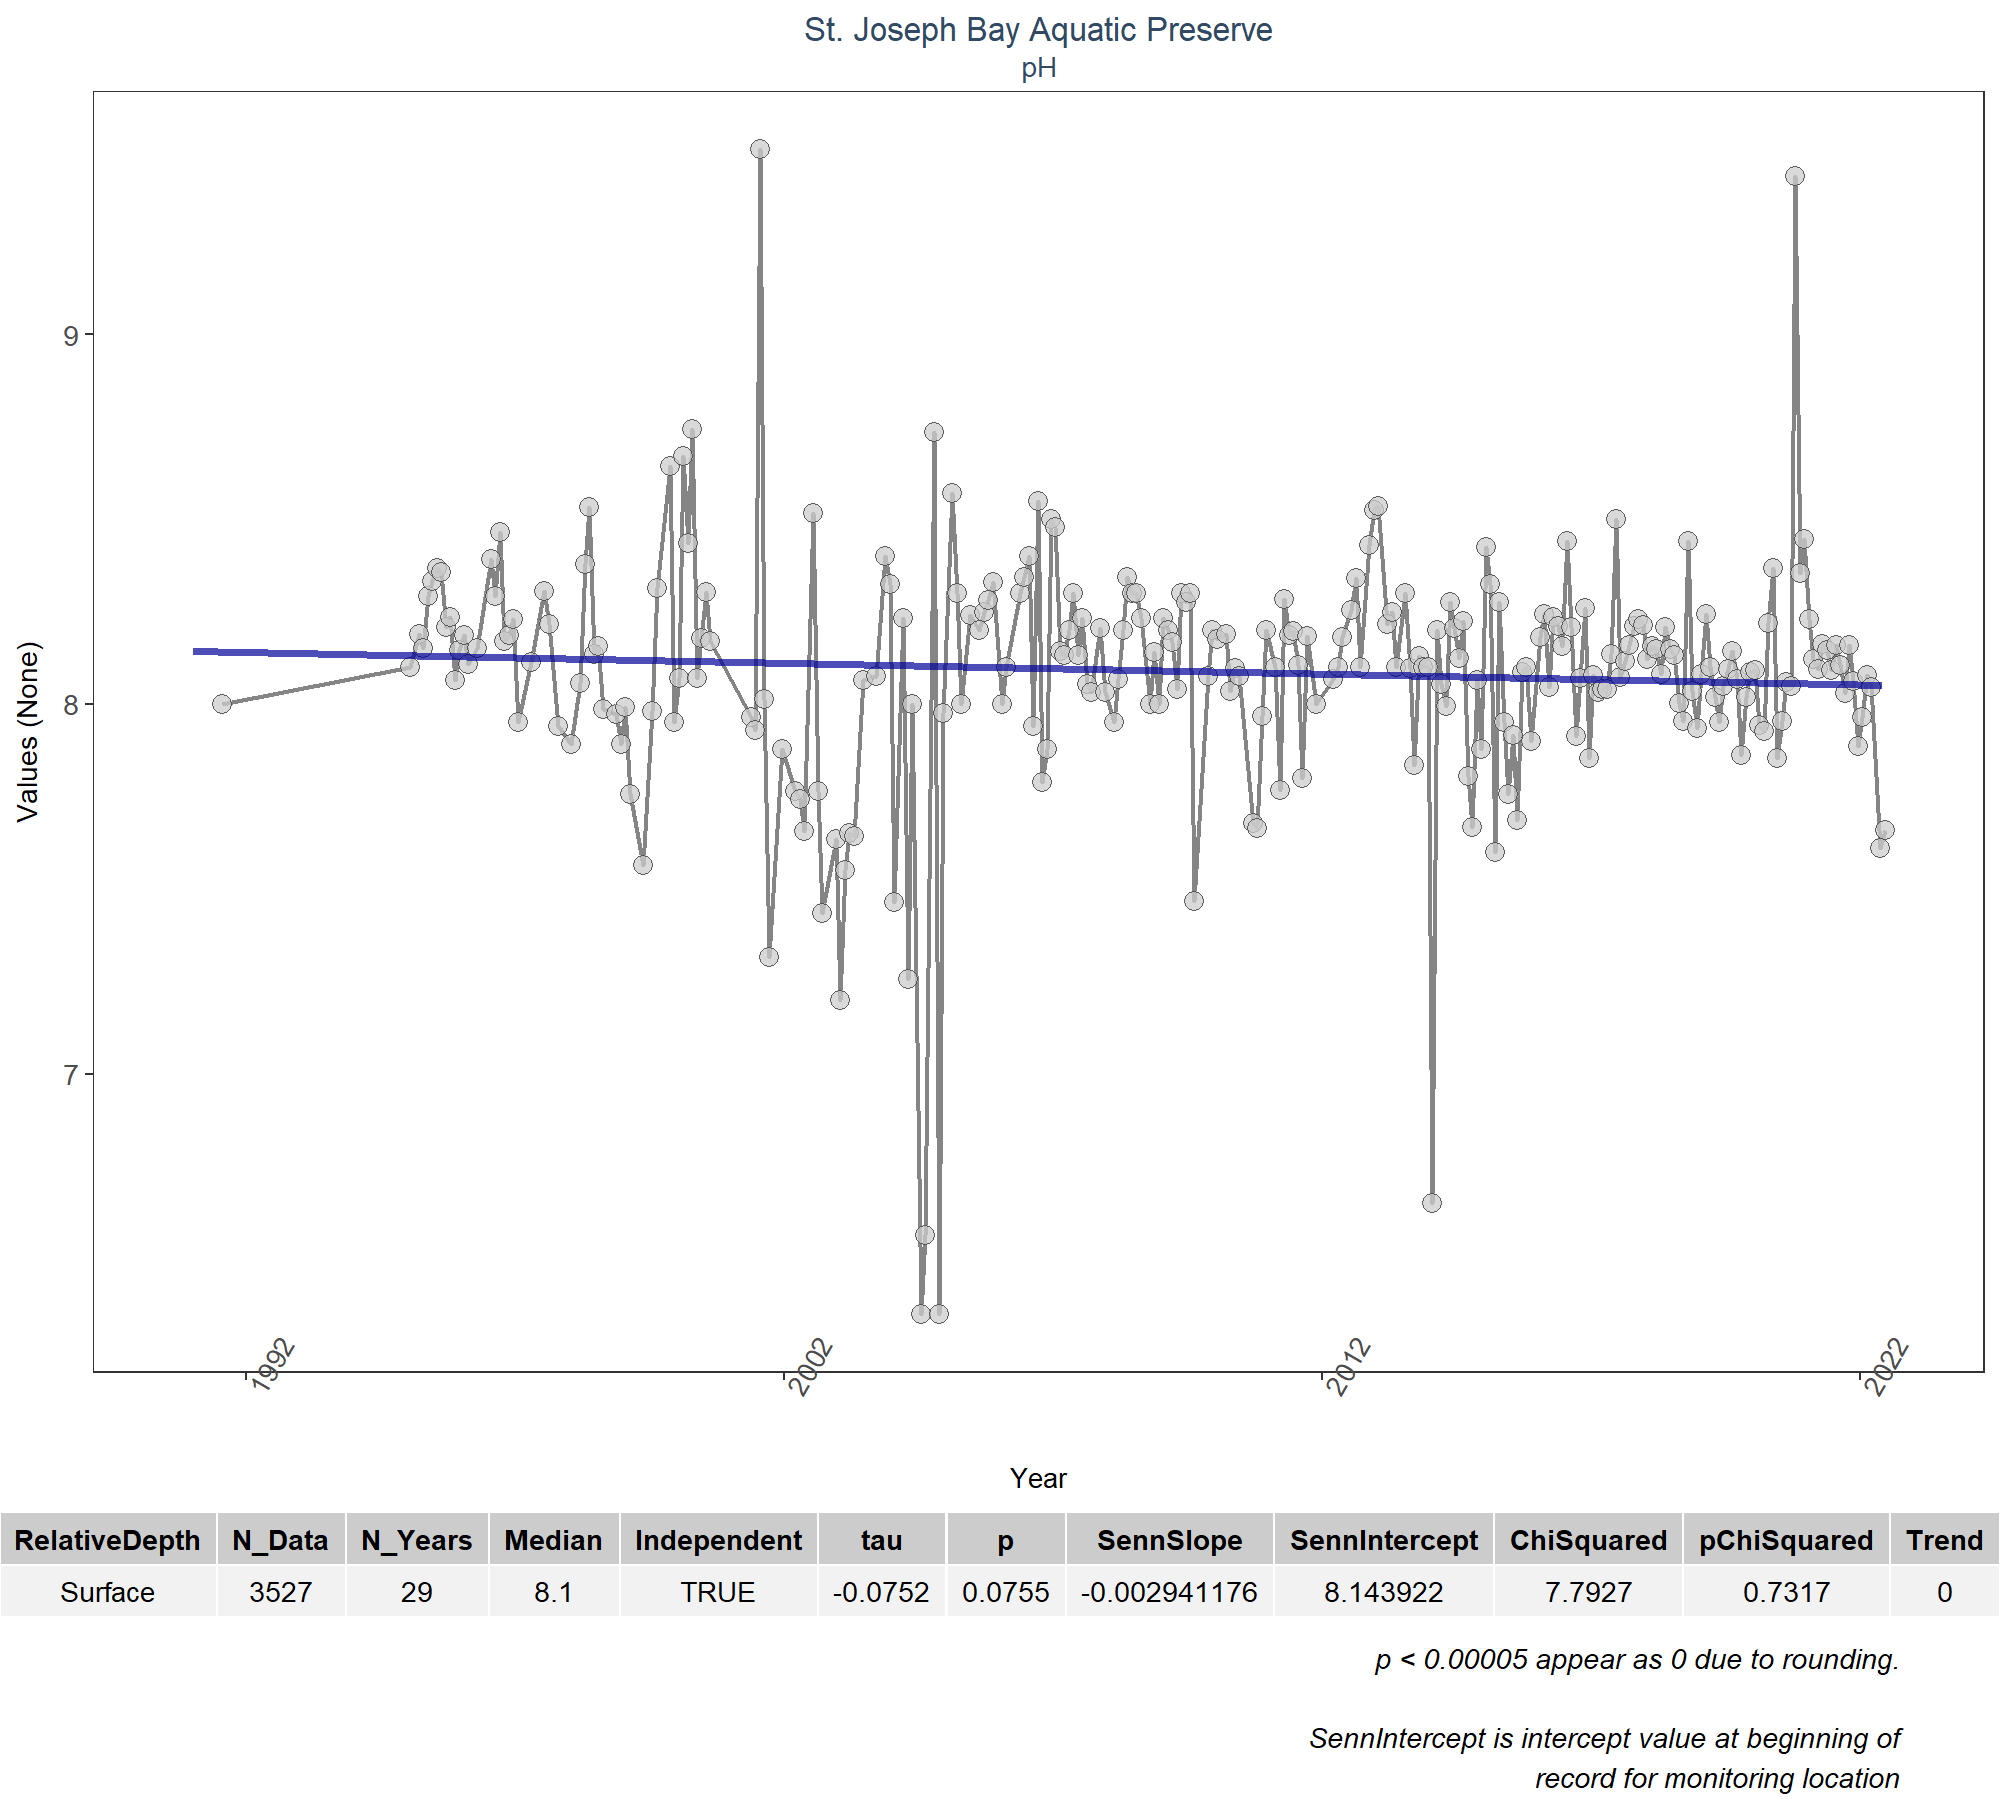 St. Joseph Bay Aquatic Preserve
pH
Values (None)
9
8
7
1992
2002
2012
2022
Year
RelativeDepth N_Data N_Years Median Independent tau p SennSlope SennIntercept ChiSquared pChiSquared Trend
Surface 3527 29 8.1 TRUE -0.0752 0.0755 -0.002941176 8.143922 7.7927 0.7317 0
p < 0.00005 appear as 0 due to rounding.
SennIntercept is intercept value at beginning of
record for monitoring location